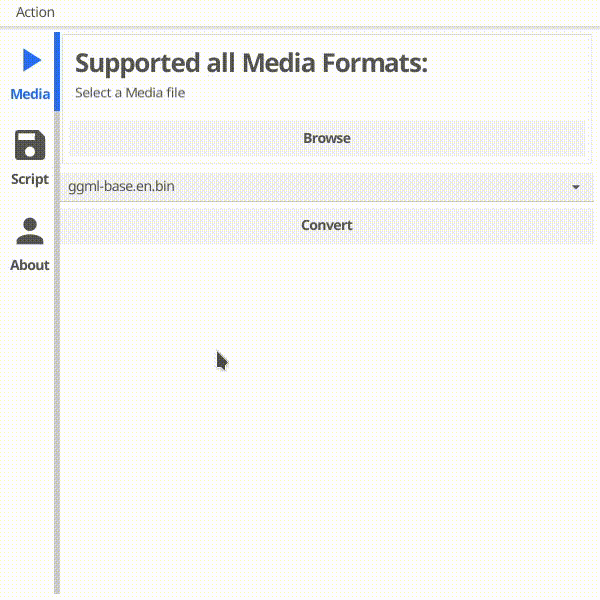 Action
Media
Script
About
Supported all Media Formats:
Select a Media file
Browse
ggml-base.en.bin
Convert